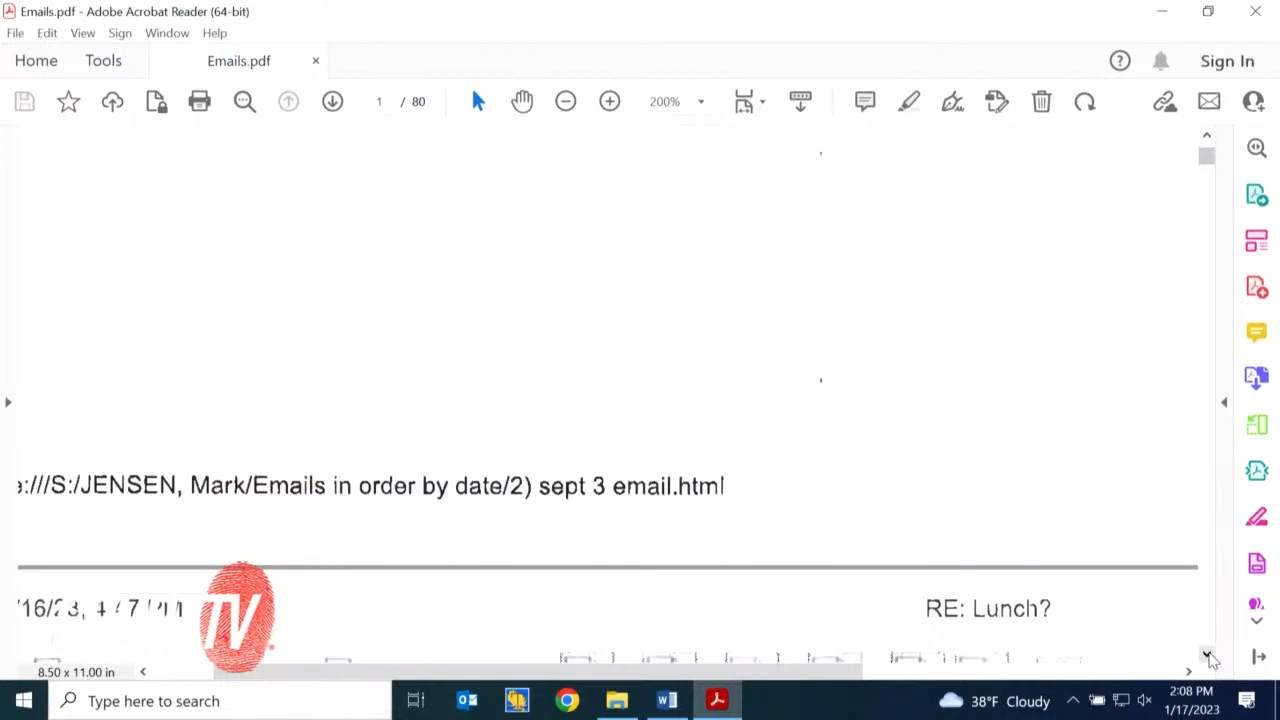 Emails.pdf - Adobe Acrobat Reader (64-bit)
File Edit View Sign Window Help
Home Tools Emails.pdf Sign In
1 / 80 200%
:///S:/JENSEN, Mark/Emails in order by date/2) sept 3 email.html
RE: Lunch?
TV
8.50 x 11.00 in
Type here to search
38°F Cloudy
2:08 PM
1/17/2023